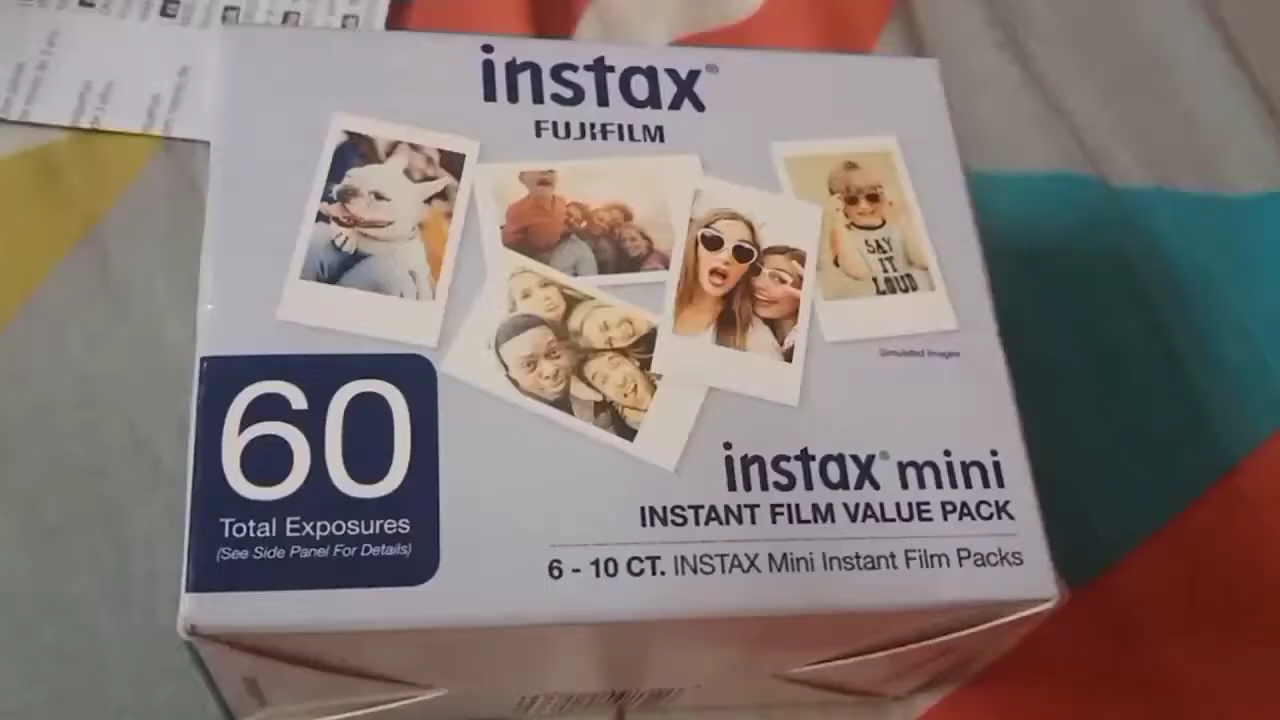 instax®
FUJIFILM
SAY
IT
LOUD
Simulated Images
60
Total Exposures
(See Side Panel For Details)
instax® mini
INSTANT FILM VALUE PACK
6 - 10 CT. INSTAX Mini Instant Film Packs